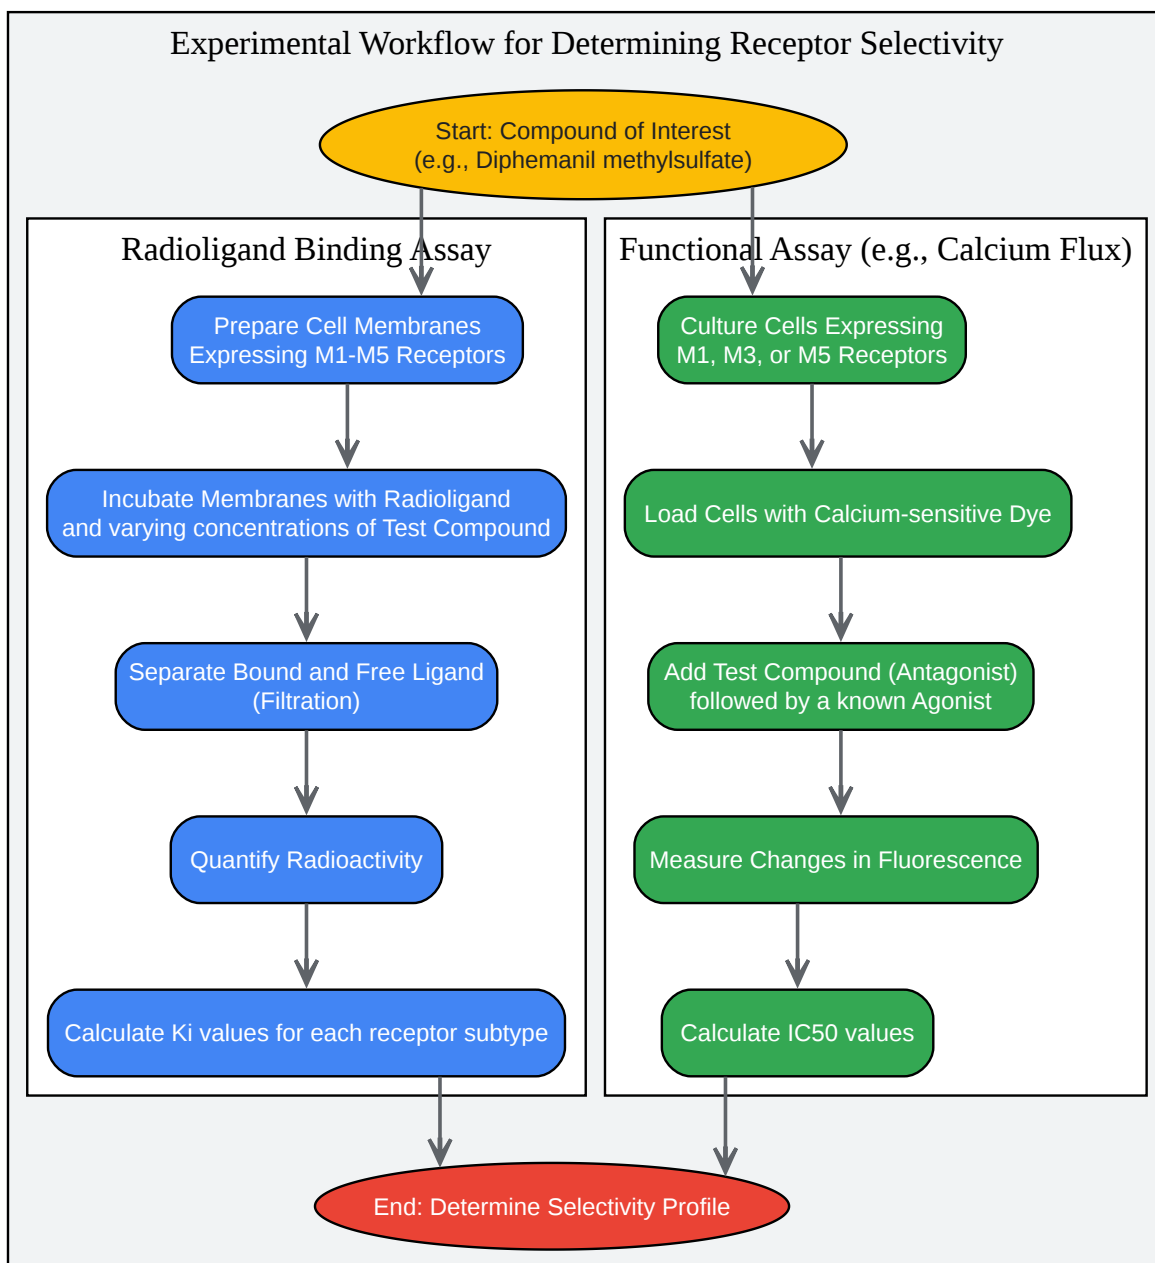 Experimental Workflow for Determining Receptor Selectivity
Start: Compound of Interest
(e.g., Diphemanil methylsulfate)
Radioligand Binding Assay
Prepare Cell Membranes
Expressing M1-M5 Receptors
Incubate Membranes with Radioligand
and varying concentrations of Test Compound
Separate Bound and Free Ligand
(Filtration)
Quantify Radioactivity
Calculate Ki values for each receptor subtype
Functional Assay (e.g., Calcium Flux)
Culture Cells Expressing
M1, M3, or M5 Receptors
Load Cells with Calcium-sensitive Dye
Add Test Compound (Antagonist)
followed by a known Agonist
Measure Changes in Fluorescence
Calculate IC50 values
End: Determine Selectivity Profile